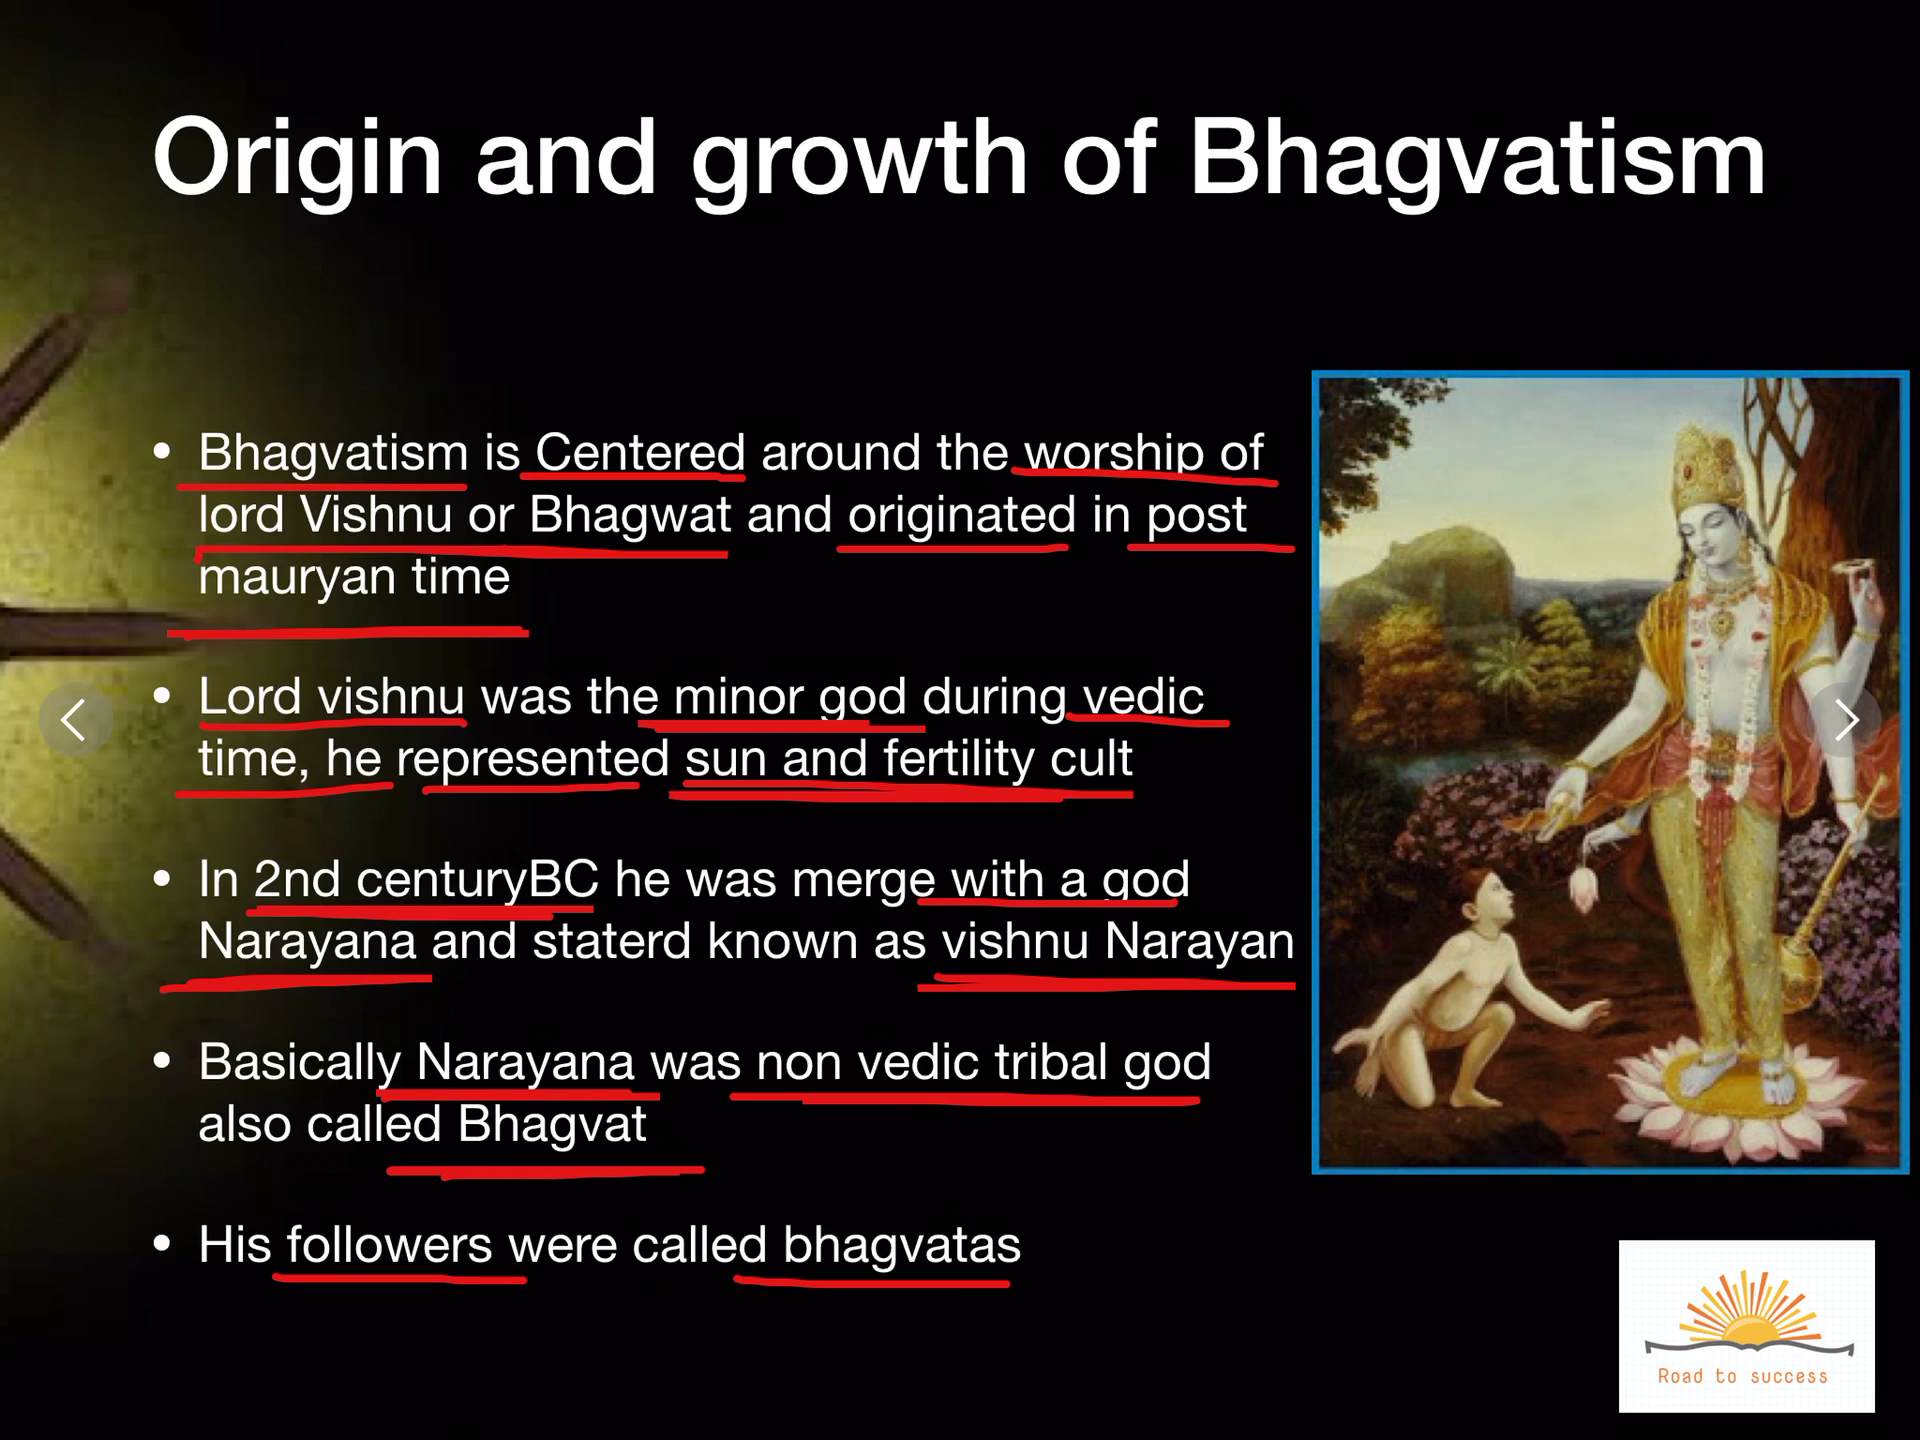 Origin and growth of Bhagvatism
• Bhagvatism is Centered around the worship of
lord Vishnu or Bhagwat and originated in post
mauryan time
• Lord vishnu was the minor god during vedic
time, he represented sun and fertility cult
• In 2nd centuryBC he was merge with a god
Narayana and staterd known as vishnu Narayan
• Basically Narayana was non vedic tribal god
also called Bhagvat
• His followers were called bhagvatas
Road to success